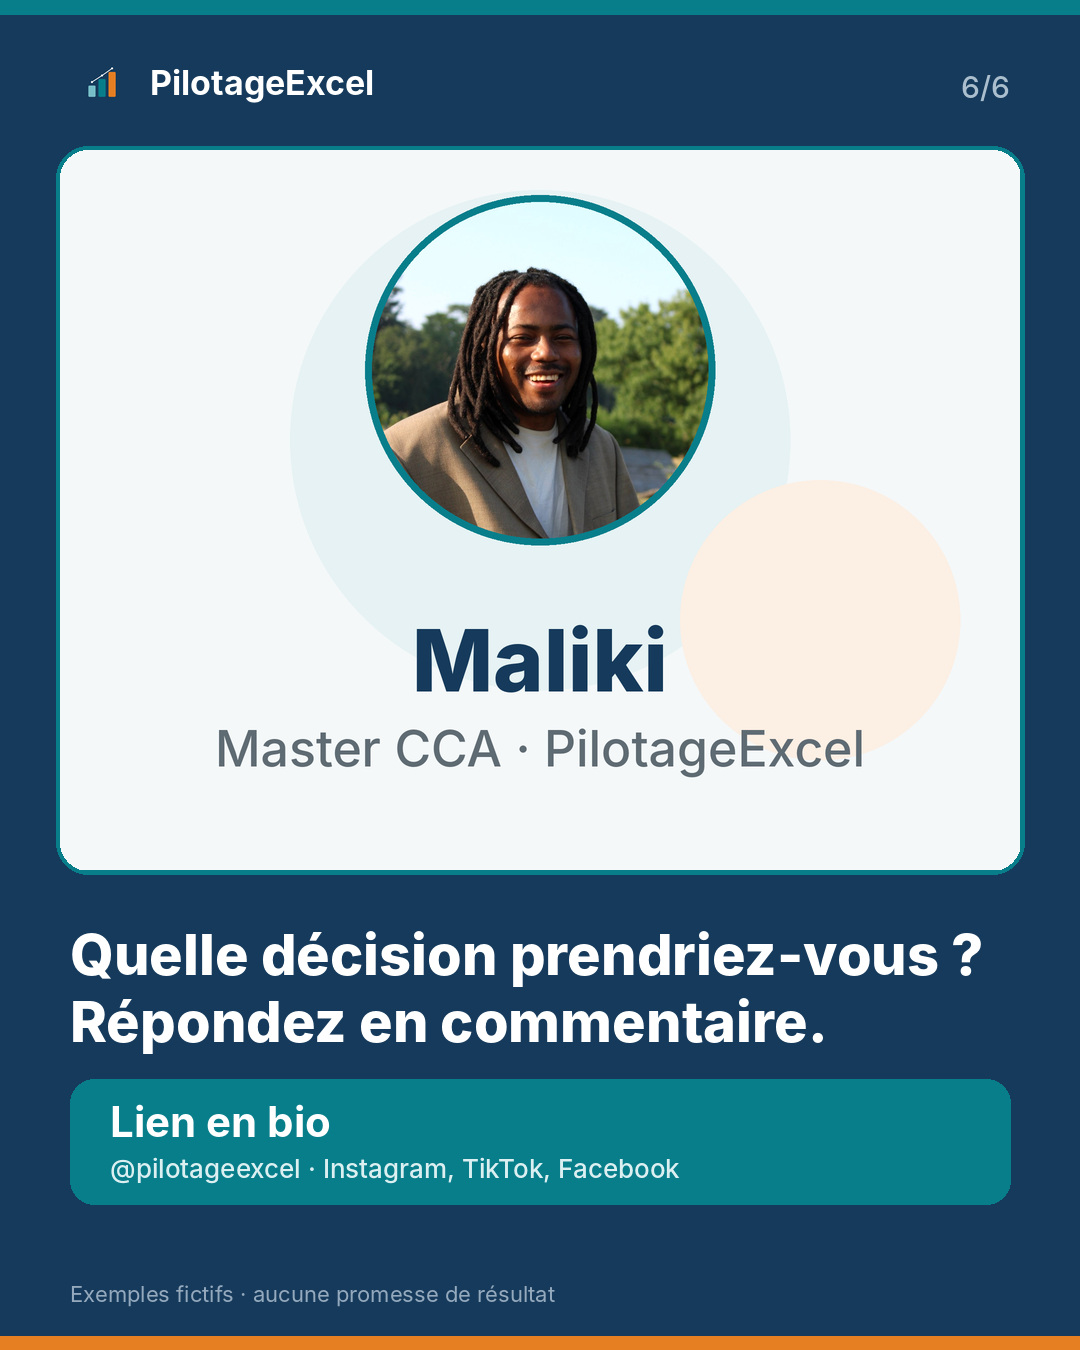 PilotageExcel
6/6
Maliki
Master CCA · PilotageExcel
Quelle décision prendriez-vous ?
Répondez en commentaire.
Lien en bio
@pilotageexcel · Instagram, TikTok, Facebook
Exemples fictifs · aucune promesse de résultat